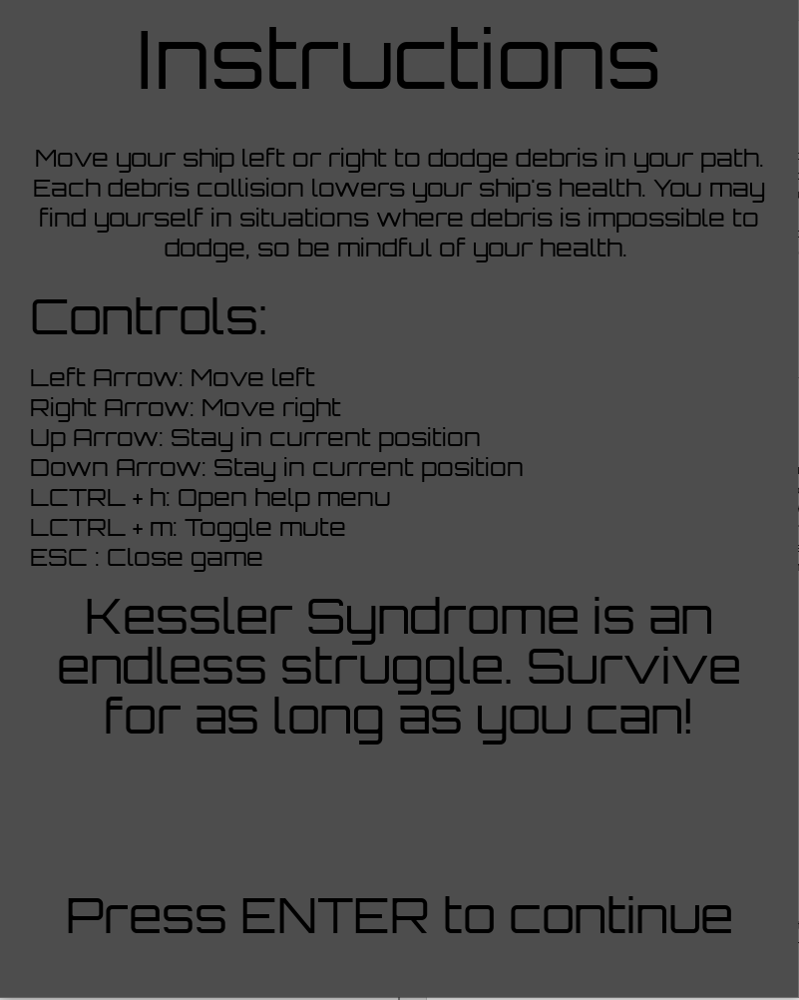 Instructions
Move your ship left or right to dodge debris in your path.
Each debris collision lowers your ship's health. You may
find yourself in situations where debris is impossible to
dodge, so be mindful of your health.
Controls:
Left Arrow: Move left
Right Arrow: Move right
Up Arrow: Stay in current position
Down Arrow: Stay in current position
LCTRL + h: Open help menu
LCTRL + m: Toggle mute
ESC : Close game
Kessler Syndrome is an
endless struggle. Survive
for as long as you can!
Press ENTER to continue